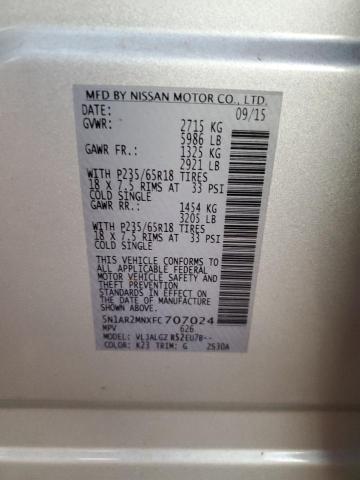 MFD BY NISSAN MOTOR CO., LTD.
DATE: 09/15
GVWR: 2715 KG
5986 LB
GAWR FR.: 1325 KG
2921 LB
WITH P235/65R18 TIRES
18 X 7.5 RIMS AT 33 PSI
COLD SINGLE
GAWR RR.: 1454 KG
3205 LB
WITH P235/65R18 TIRES
18 X 7.5 RIMS AT 33 PSI
COLD SINGLE
THIS VEHICLE CONFORMS TO
ALL APPLICABLE FEDERAL
MOTOR VEHICLE SAFETY AND
THEFT PREVENTION
STANDARDS IN EFFECT ON
THE DATE OF MANUFACTURE
SHOWN ABOVE.
5N1AR2MNXFC707024
MPV 626
MODEL: VLJALGZ R52EU7B--
COLOR: K23 TRIM: G 2530A